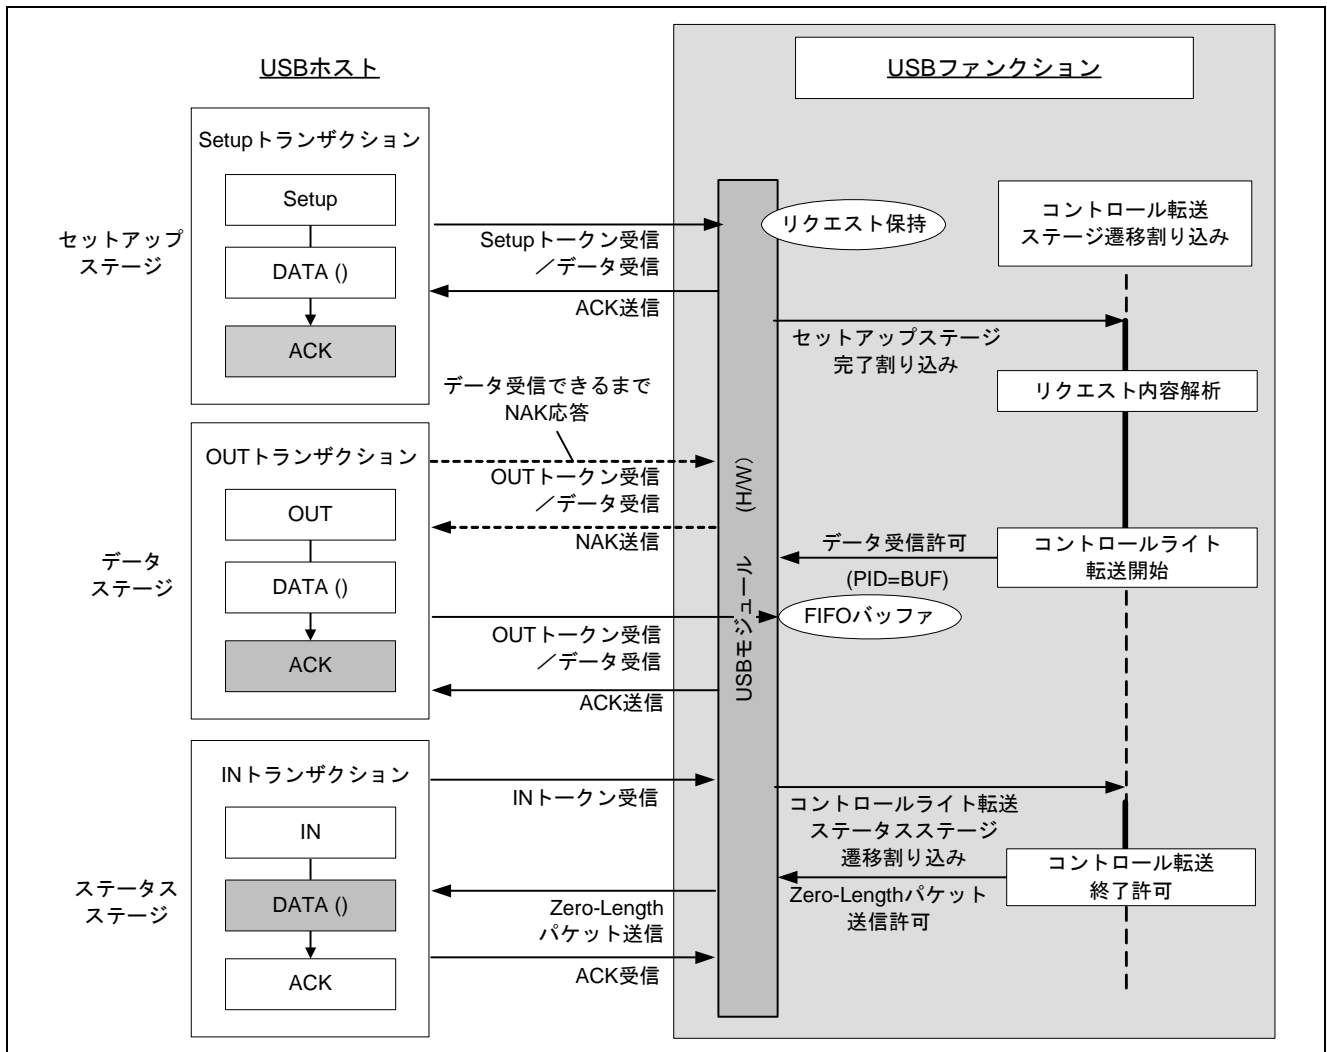 USBホスト
USBファンクション
セットアップ
ステージ
Setupトランザクション
Setup
DATA ()
ACK
Setupトークン受信
／データ受信
ACK送信
リクエスト保持
コントロール転送
ステージ遷移割り込み
セットアップステージ
完了割り込み
リクエスト内容解析
データ受信できるまで
NAK応答
データ
ステージ
OUTトランザクション
OUT
DATA ()
ACK
OUTトークン受信
／データ受信
NAK送信
データ受信許可
(PID=BUF)
コントロールライト
転送開始
FIFOバッファ
OUTトークン受信
／データ受信
ACK送信
USBモジュール (H/W)
ステータス
ステージ
INトランザクション
IN
DATA ()
ACK
INトークン受信
コントロールライト転送
ステータスステージ
遷移割り込み
コントロール転送
終了許可
Zero-Lengthパケット
送信許可
Zero-Length
パケット送信
ACK受信